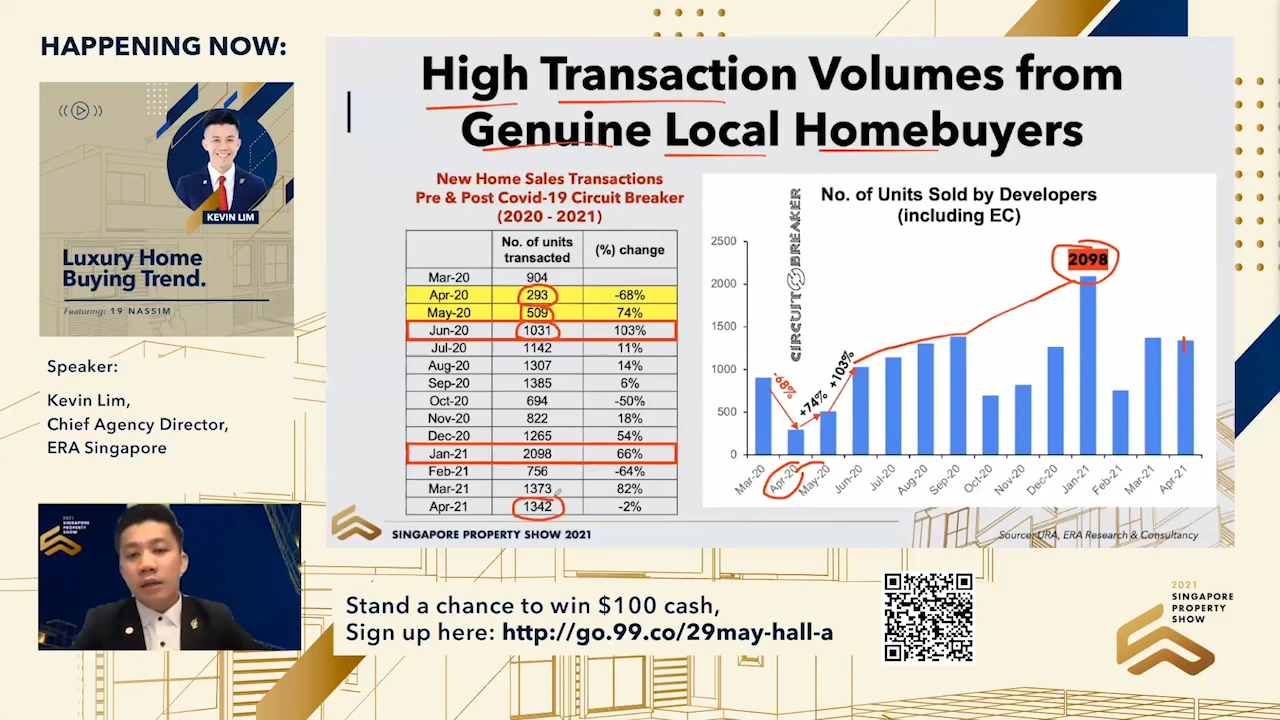 HAPPENING NOW:
KEVIN LIM
Luxury Home
Buying Trend.
Featuring: 19 NASSIM
Speaker:
Kevin Lim,
Chief Agency Director,
ERA Singapore
2021
SINGAPORE
PROPERTY
SHOW
High Transaction Volumes from
Genuine Local Homebuyers
New Home Sales Transactions
Pre & Post Covid-19 Circuit Breaker
(2020 - 2021)
No. of units transacted (%) change
Mar-20 904
Apr-20 293 -68%
May-20 509 74%
Jun-20 1031 103%
Jul-20 1142 11%
Aug-20 1307 14%
Sep-20 1385 6%
Oct-20 694 -50%
Nov-20 822 18%
Dec-20 1265 54%
Jan-21 2098 66%
Feb-21 756 -64%
Mar-21 1373 82%
Apr-21 1342 -2%
No. of Units Sold by Developers
(including EC)
CIRCUIT BREAKER
2098
2500
2000
1500
1000
500
0
-68% +74% +103%
Mar-20 Apr-20 May-20 Jun-20 Jul-20 Aug-20 Sep-20 Oct-20 Nov-20 Dec-20 Jan-21 Feb-21 Mar-21 Apr-21
SINGAPORE PROPERTY SHOW 2021
Source: URA, ERA Research & Consultancy
Stand a chance to win $100 cash,
Sign up here: http://go.99.co/29may-hall-a
2021
SINGAPORE
PROPERTY
SHOW